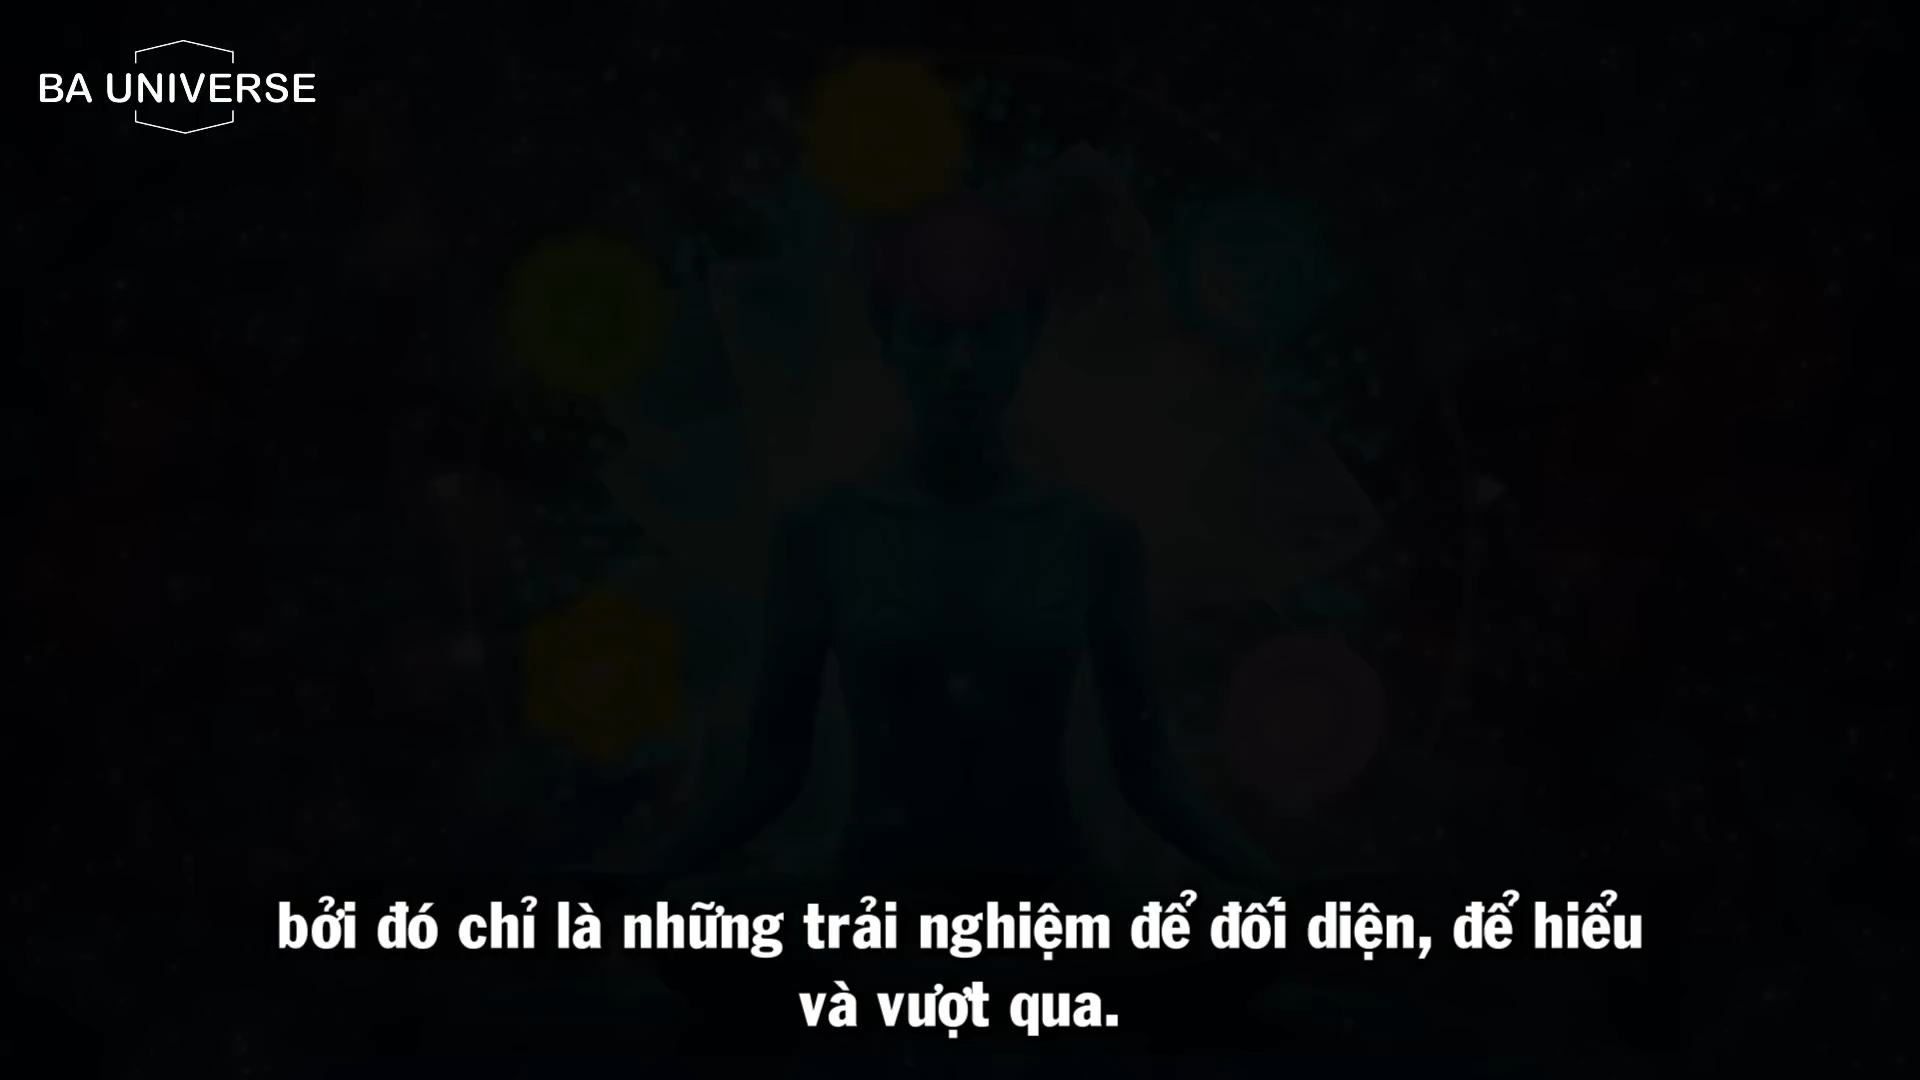 BA UNIVERSE
bởi đó chỉ là những trải nghiệm để đối diện, để hiểu
và vượt qua.